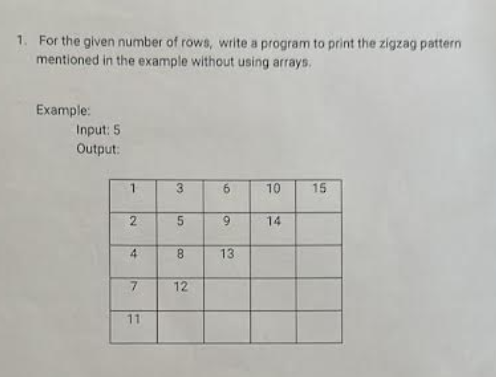 1. For the given number of rows, write a program to print the zigzag pattern
mentioned in the example without using arrays.
Example:
Input: 5
Output:
1 3 6 10 15
2 5 9 14
4 8 13
7 12
11